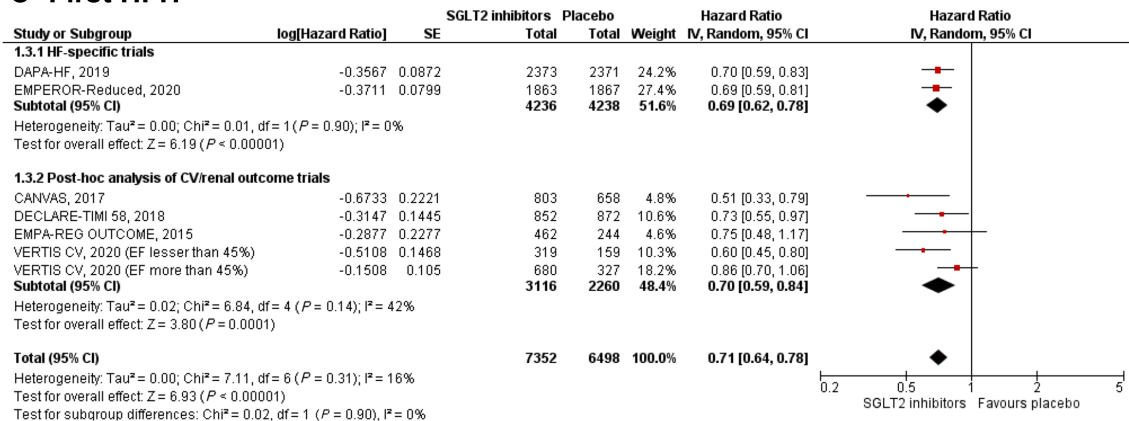 SGLT2 inhibitors Placebo Hazard Ratio Hazard Ratio
Study or Subgroup log[Hazard Ratio] SE Total Total Weight IV, Random, 95% CI IV, Random, 95% CI
1.3.1 HF-specific trials
DAPA-HF, 2019 -0.3567 0.0872 2373 2371 24.2% 0.70 [0.59, 0.83]
EMPEROR-Reduced, 2020 -0.3711 0.0799 1863 1867 27.4% 0.69 [0.59, 0.81]
Subtotal (95% CI) 4236 4238 51.6% 0.69 [0.62, 0.78]
Heterogeneity: Tau² = 0.00; Chi² = 0.01, df = 1 (P = 0.90); I² = 0%
Test for overall effect: Z = 6.19 (P < 0.00001)
1.3.2 Post-hoc analysis of CV/renal outcome trials
CANVAS, 2017 -0.6733 0.2221 803 658 4.8% 0.51 [0.33, 0.79]
DECLARE-TIMI 58, 2018 -0.3147 0.1445 852 872 10.6% 0.73 [0.55, 0.97]
EMPA-REG OUTCOME, 2015 -0.2877 0.2277 462 244 4.6% 0.75 [0.48, 1.17]
VERTIS CV, 2020 (EF lesser than 45%) -0.5108 0.1468 319 159 10.3% 0.60 [0.45, 0.80]
VERTIS CV, 2020 (EF more than 45%) -0.1508 0.105 680 327 18.2% 0.86 [0.70, 1.06]
Subtotal (95% CI) 3116 2260 48.4% 0.70 [0.59, 0.84]
Heterogeneity: Tau² = 0.02; Chi² = 6.84, df = 4 (P = 0.14); I² = 42%
Test for overall effect: Z = 3.80 (P = 0.0001)
Total (95% CI) 7352 6498 100.0% 0.71 [0.64, 0.78]
Heterogeneity: Tau² = 0.00; Chi² = 7.11, df = 6 (P = 0.31); I² = 16%
Test for overall effect: Z = 6.93 (P < 0.00001)
Test for subgroup differences: Chi² = 0.02, df = 1 (P = 0.90), I² = 0%
0.2 0.5 1 2 5
SGLT2 inhibitors Favours placebo